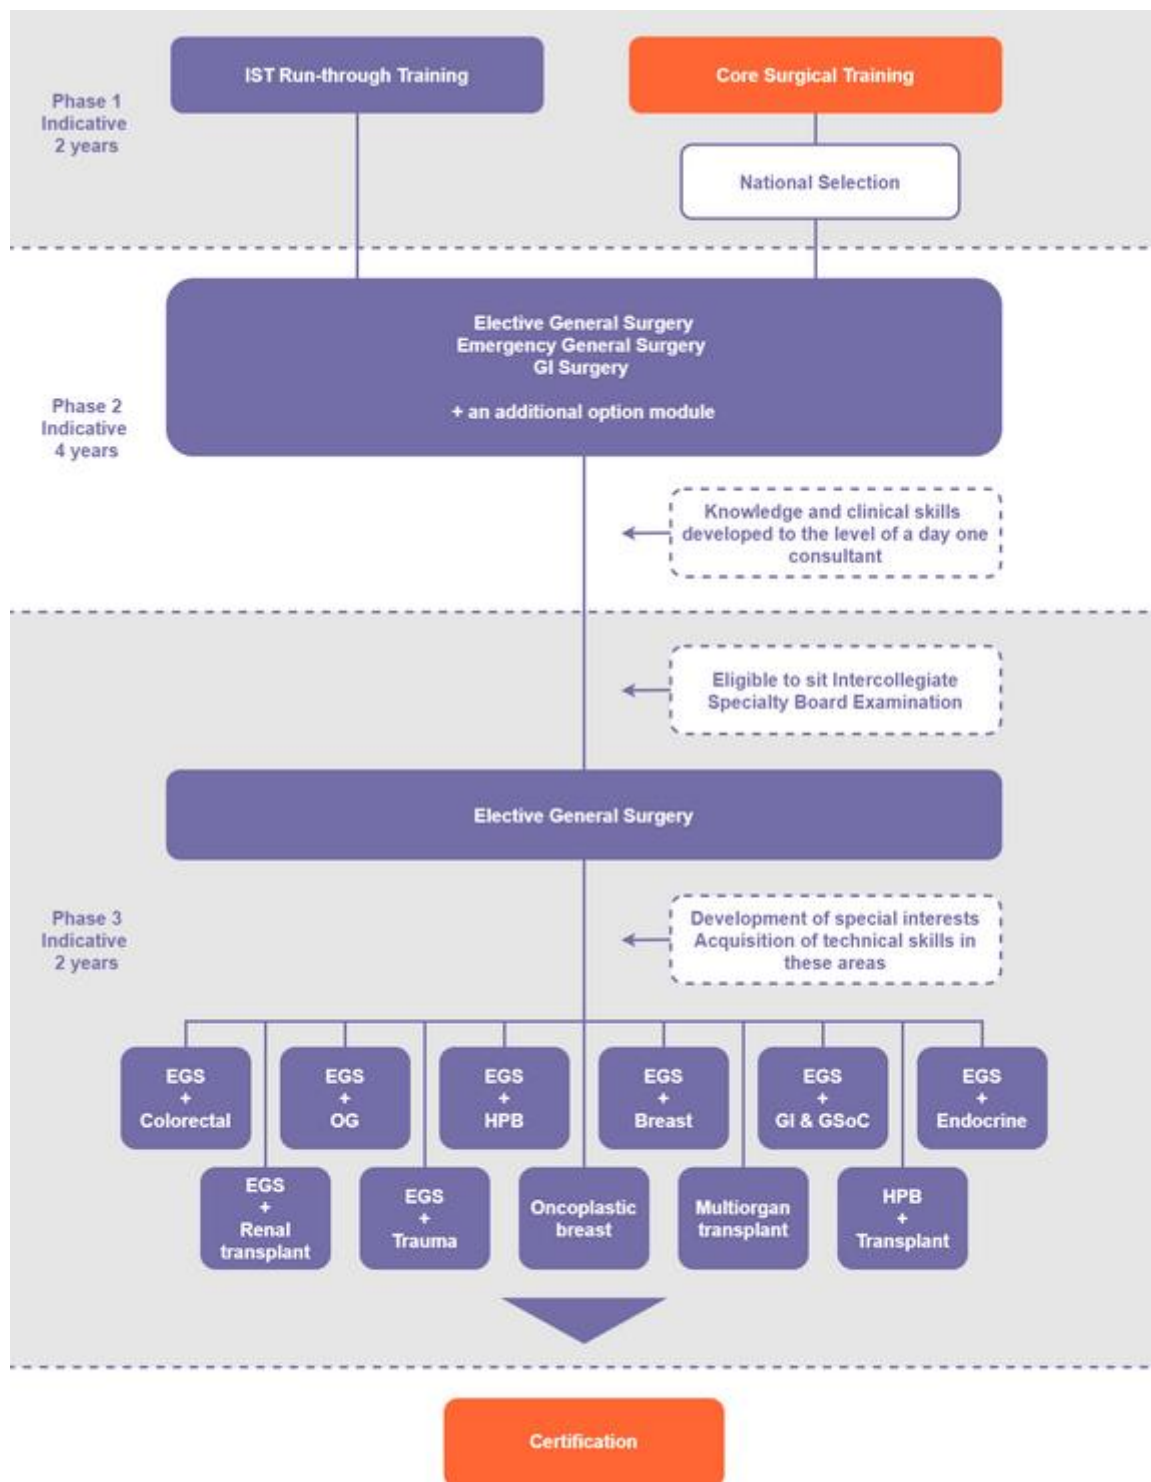 IST Run-through Training
Core Surgical Training
Phase 1
Indicative
2 years
National Selection
Elective General Surgery
Emergency General Surgery
GI Surgery
+ an additional option module
Phase 2
Indicative
4 years
Knowledge and clinical skills
developed to the level of a day one
consultant
Eligible to sit Intercollegiate
Specialty Board Examination
Elective General Surgery
Phase 3
Indicative
2 years
Development of special interests
Acquisition of technical skills in
these areas
EGS
+
Colorectal
EGS
+
OG
EGS
+
HPB
EGS
+
Breast
EGS
+
GI & GSoC
EGS
+
Endocrine
EGS
+
Renal
transplant
EGS
+
Trauma
Oncoplastic
breast
Multiorgan
transplant
HPB
+
Transplant
Certification